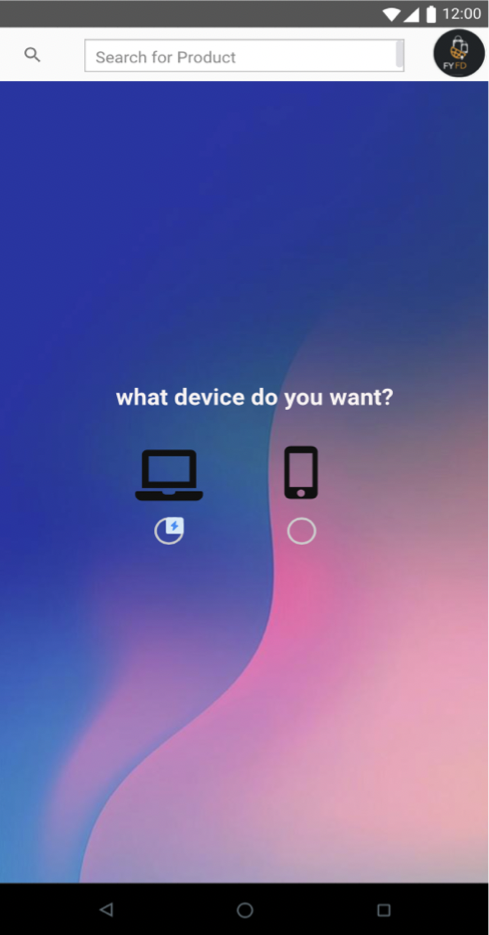 12:00
Search for Product
FYFD
what device do you want?